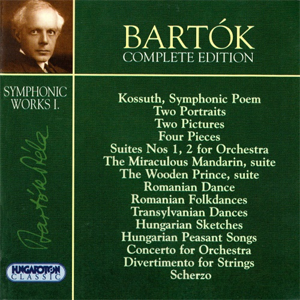 BARTÓK
COMPLETE EDITION
SYMPHONIC
WORKS I.
Bartók Béla
Kossuth, Symphonic Poem
Two Portraits
Two Pictures
Four Pieces
Suites Nos 1, 2 for Orchestra
The Miraculous Mandarin, suite
The Wooden Prince, suite
Romanian Dance
Romanian Folkdances
Transylvanian Dances
Hungarian Sketches
Hungarian Peasant Songs
Concerto for Orchestra
Divertimento for Strings
Scherzo
HUNGAROTON
CLASSIC